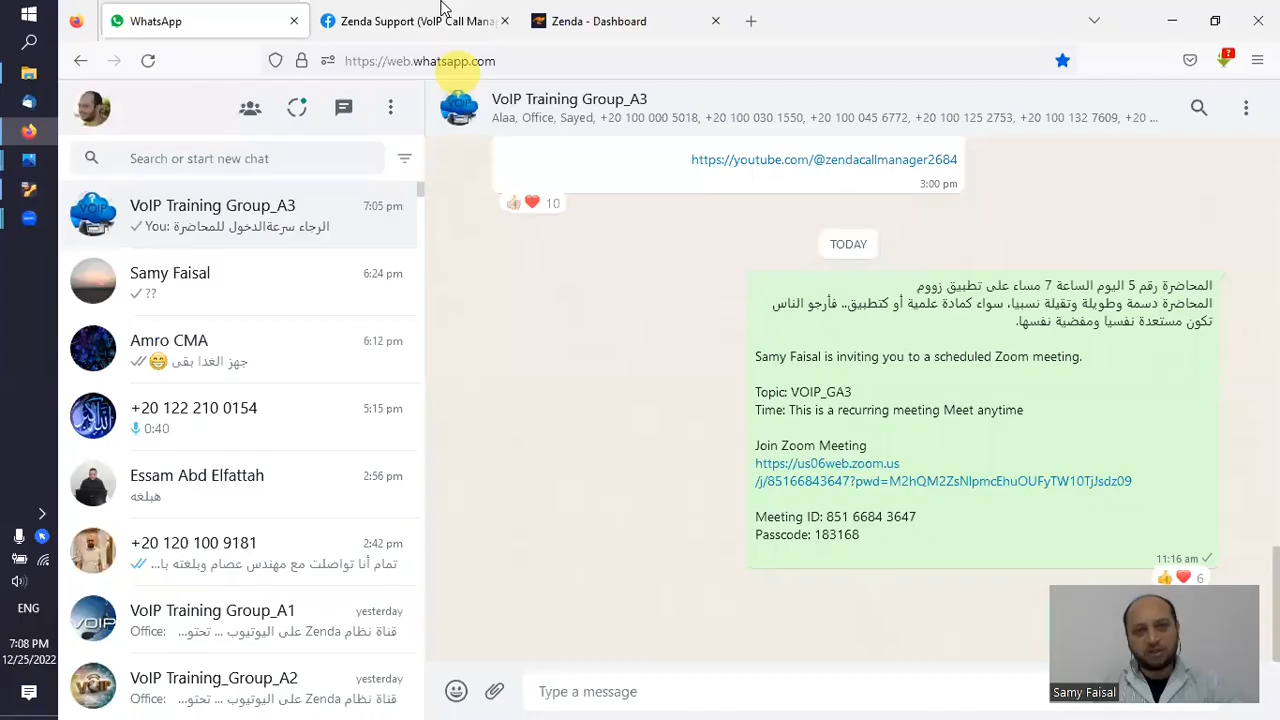 WhatsApp
Zenda Support (VoIP Call Mana
Zenda - Dashboard
https://web.whatsapp.com
Search or start new chat
VoIP Training Group_A3
7:05 pm
You: الرجاء سرعةالدخول للمحاضرة
Samy Faisal
6:24 pm
??
Amro CMA
6:12 pm
جهز الغدا بقى
+20 122 210 0154
5:15 pm
0:40
Essam Abd Elfattah
2:56 pm
هبلغه
+20 120 100 9181
2:42 pm
تمام أنا تواصلت مع مهندس عصام وبلغته با...
VoIP Training Group_A1
yesterday
Office: قناة نظام Zenda على اليوتيوب ... تحتو...
VoIP Training_Group_A2
yesterday
Office: قناة نظام Zenda على اليوتيوب ... تحتو...
VoIP Training Group_A3
Alaa, Office, Sayed, +20 100 000 5018, +20 100 030 1550, +20 100 045 6772, +20 100 125 2753, +20 100 132 7609, +20 ...
https://youtube.com/@zendacallmanager2684
3:00 pm
10
TODAY
المحاضرة رقم 5 اليوم الساعة 7 مساء على تطبيق زووم
المحاضرة دسمة وطويلة وتقيلة نسبيا، سواء كمادة علمية أو كتطبيق.. فأرجو الناس
تكون مستعدة نفسيا ومفضية نفسها.
Samy Faisal is inviting you to a scheduled Zoom meeting.
Topic: VOIP_GA3
Time: This is a recurring meeting Meet anytime
Join Zoom Meeting
https://us06web.zoom.us
/j/85166843647?pwd=M2hQM2ZsNlpmcEhuOUFyTW10TjJsdz09
Meeting ID: 851 6684 3647
Passcode: 183168
11:16 am
6
Type a message
Samy Faisal
ENG
7:08 PM
12/25/2022